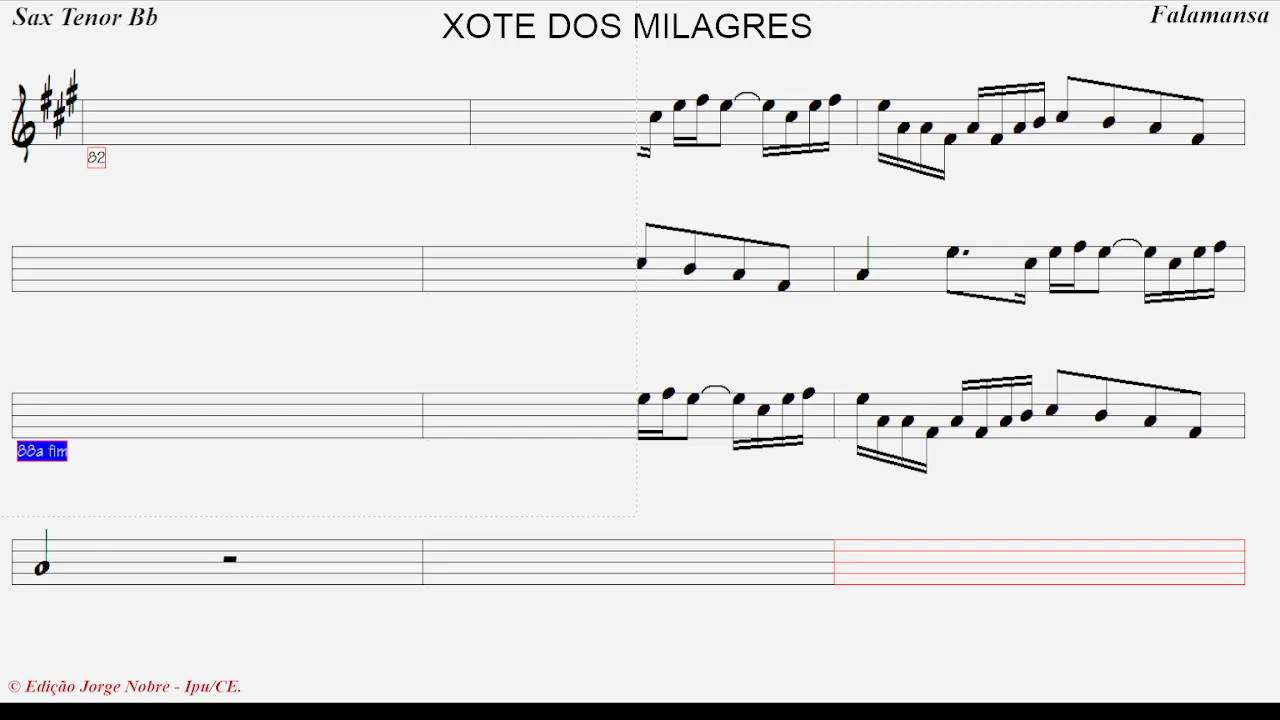 Sax Tenor Bb
XOTE DOS MILAGRES
Falamansa
82
88a fim
© Edição Jorge Nobre - Ipu/CE.